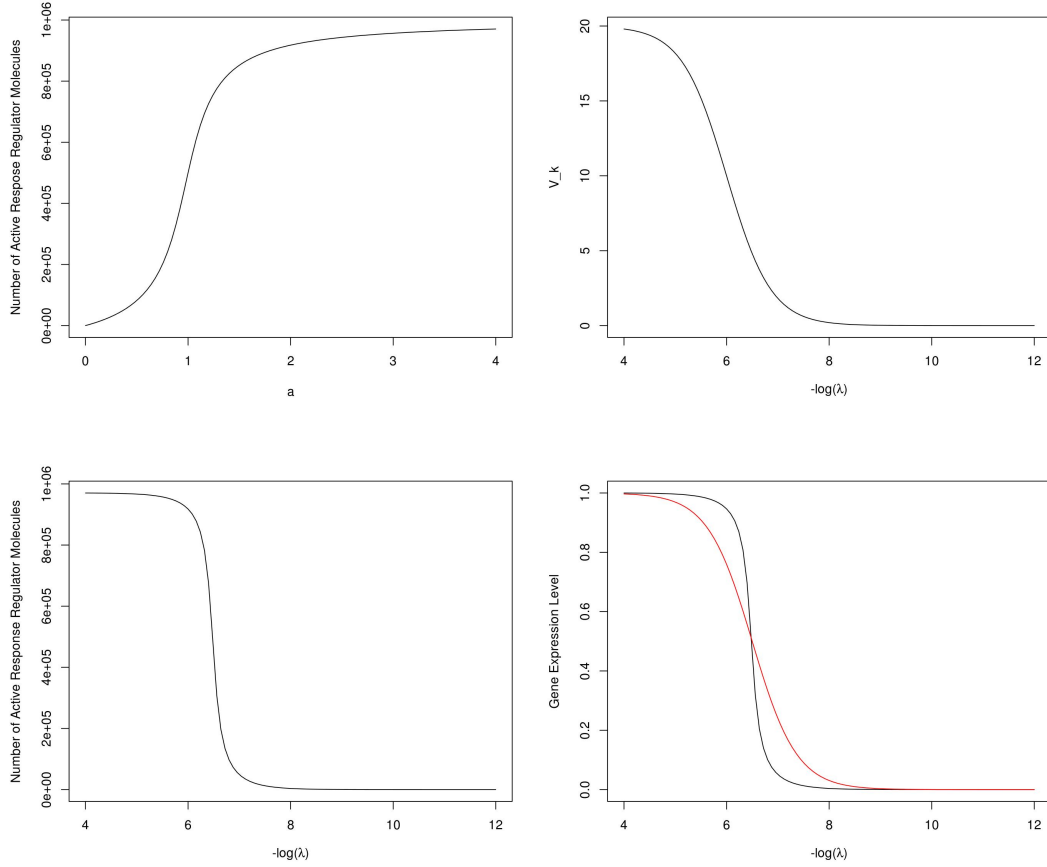 Number of Active Respose Regulator Molecules
0e+00 2e+05 4e+05 6e+05 8e+05 1e+06
0 1 2 3 4
a
V_k
0 5 10 15 20
4 6 8 10 12
-log(λ)
Number of Active Response Regulator Molecules
0e+00 2e+05 4e+05 6e+05 8e+05 1e+06
4 6 8 10 12
-log(λ)
Gene Expression Level
0.0 0.2 0.4 0.6 0.8 1.0
4 6 8 10 12
-log(λ)